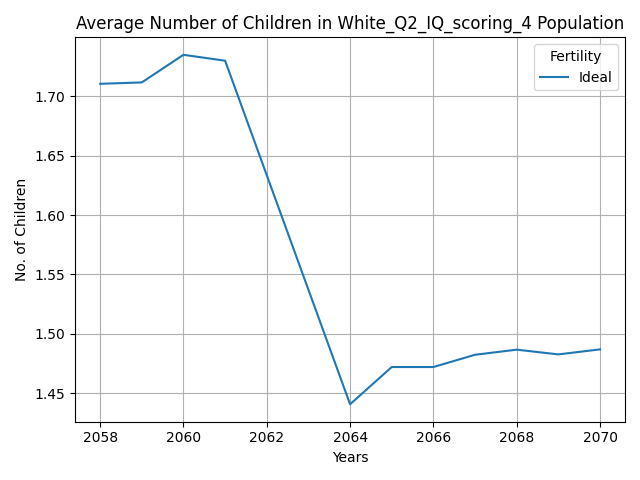 Average Number of Children in White_Q2_IQ_scoring_4 Population
Fertility
Ideal
No. of Children
1.70
1.65
1.60
1.55
1.50
1.45
2058 2060 2062 2064 2066 2068 2070
Years